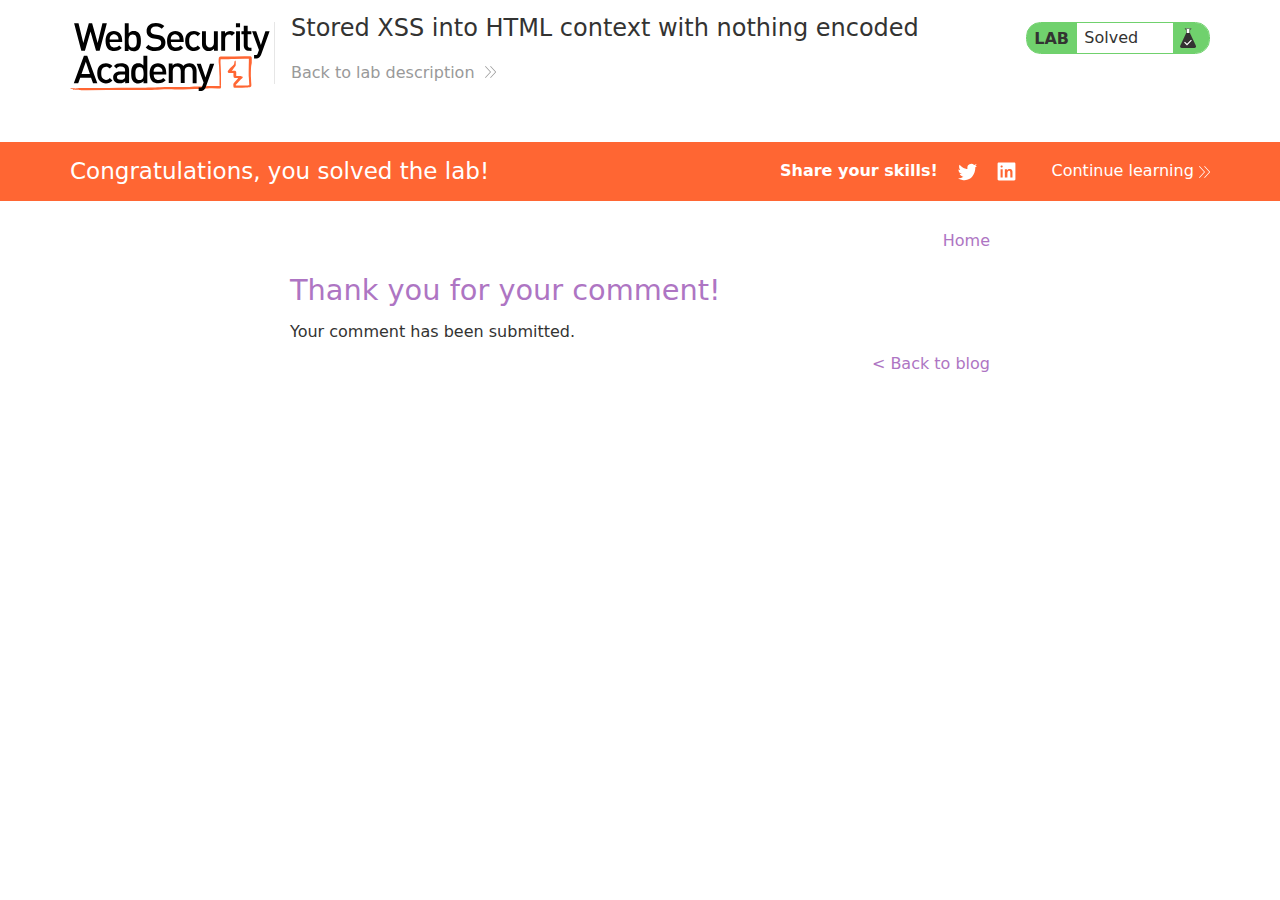 Web Security
Academy
Stored XSS into HTML context with nothing encoded
Back to lab description
LAB Solved
Congratulations, you solved the lab!
Share your skills!
Continue learning
Home
Thank you for your comment!
Your comment has been submitted.
< Back to blog